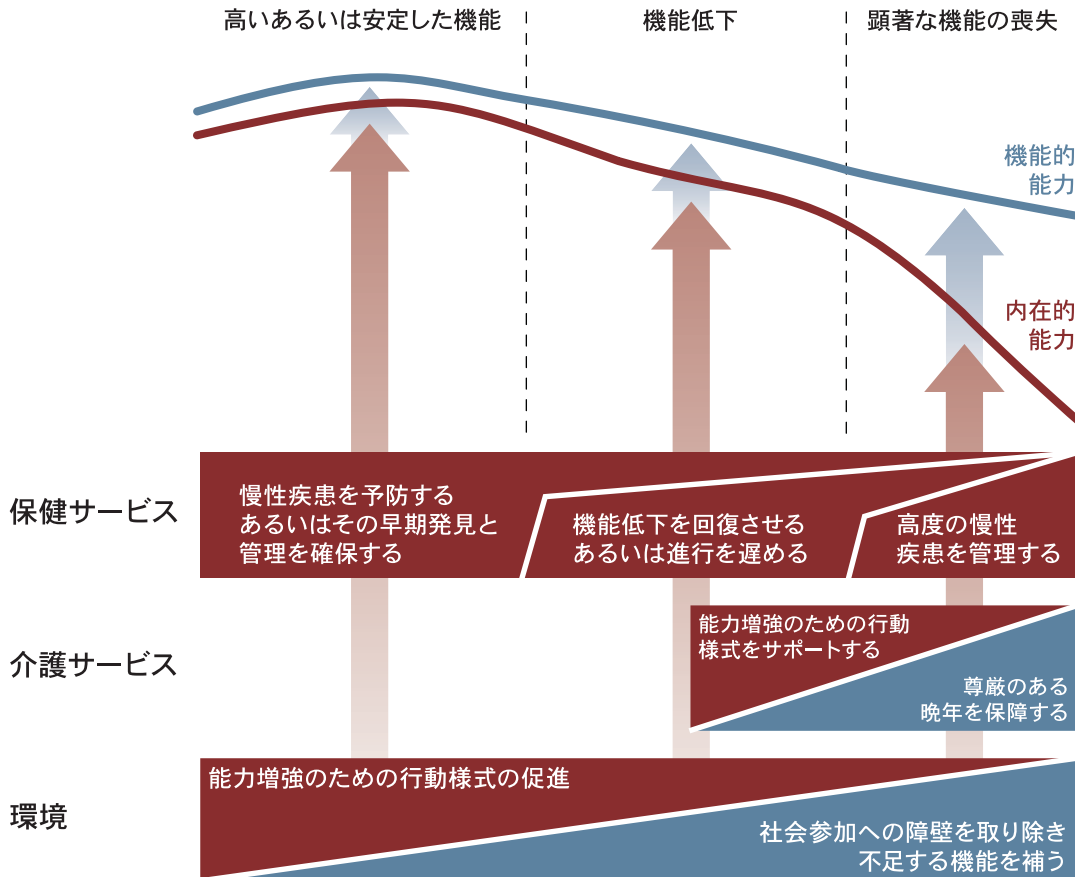 高いあるいは安定した機能
機能低下
顕著な機能の喪失
機能的
能力
内在的
能力
保健サービス
慢性疾患を予防する
あるいはその早期発見と
管理を確保する
機能低下を回復させる
あるいは進行を遅める
高度の慢性
疾患を管理する
介護サービス
能力増強のための行動
様式をサポートする
尊厳のある
晩年を保障する
環境
能力増強のための行動様式の促進
社会参加への障壁を取り除き
不足する機能を補う